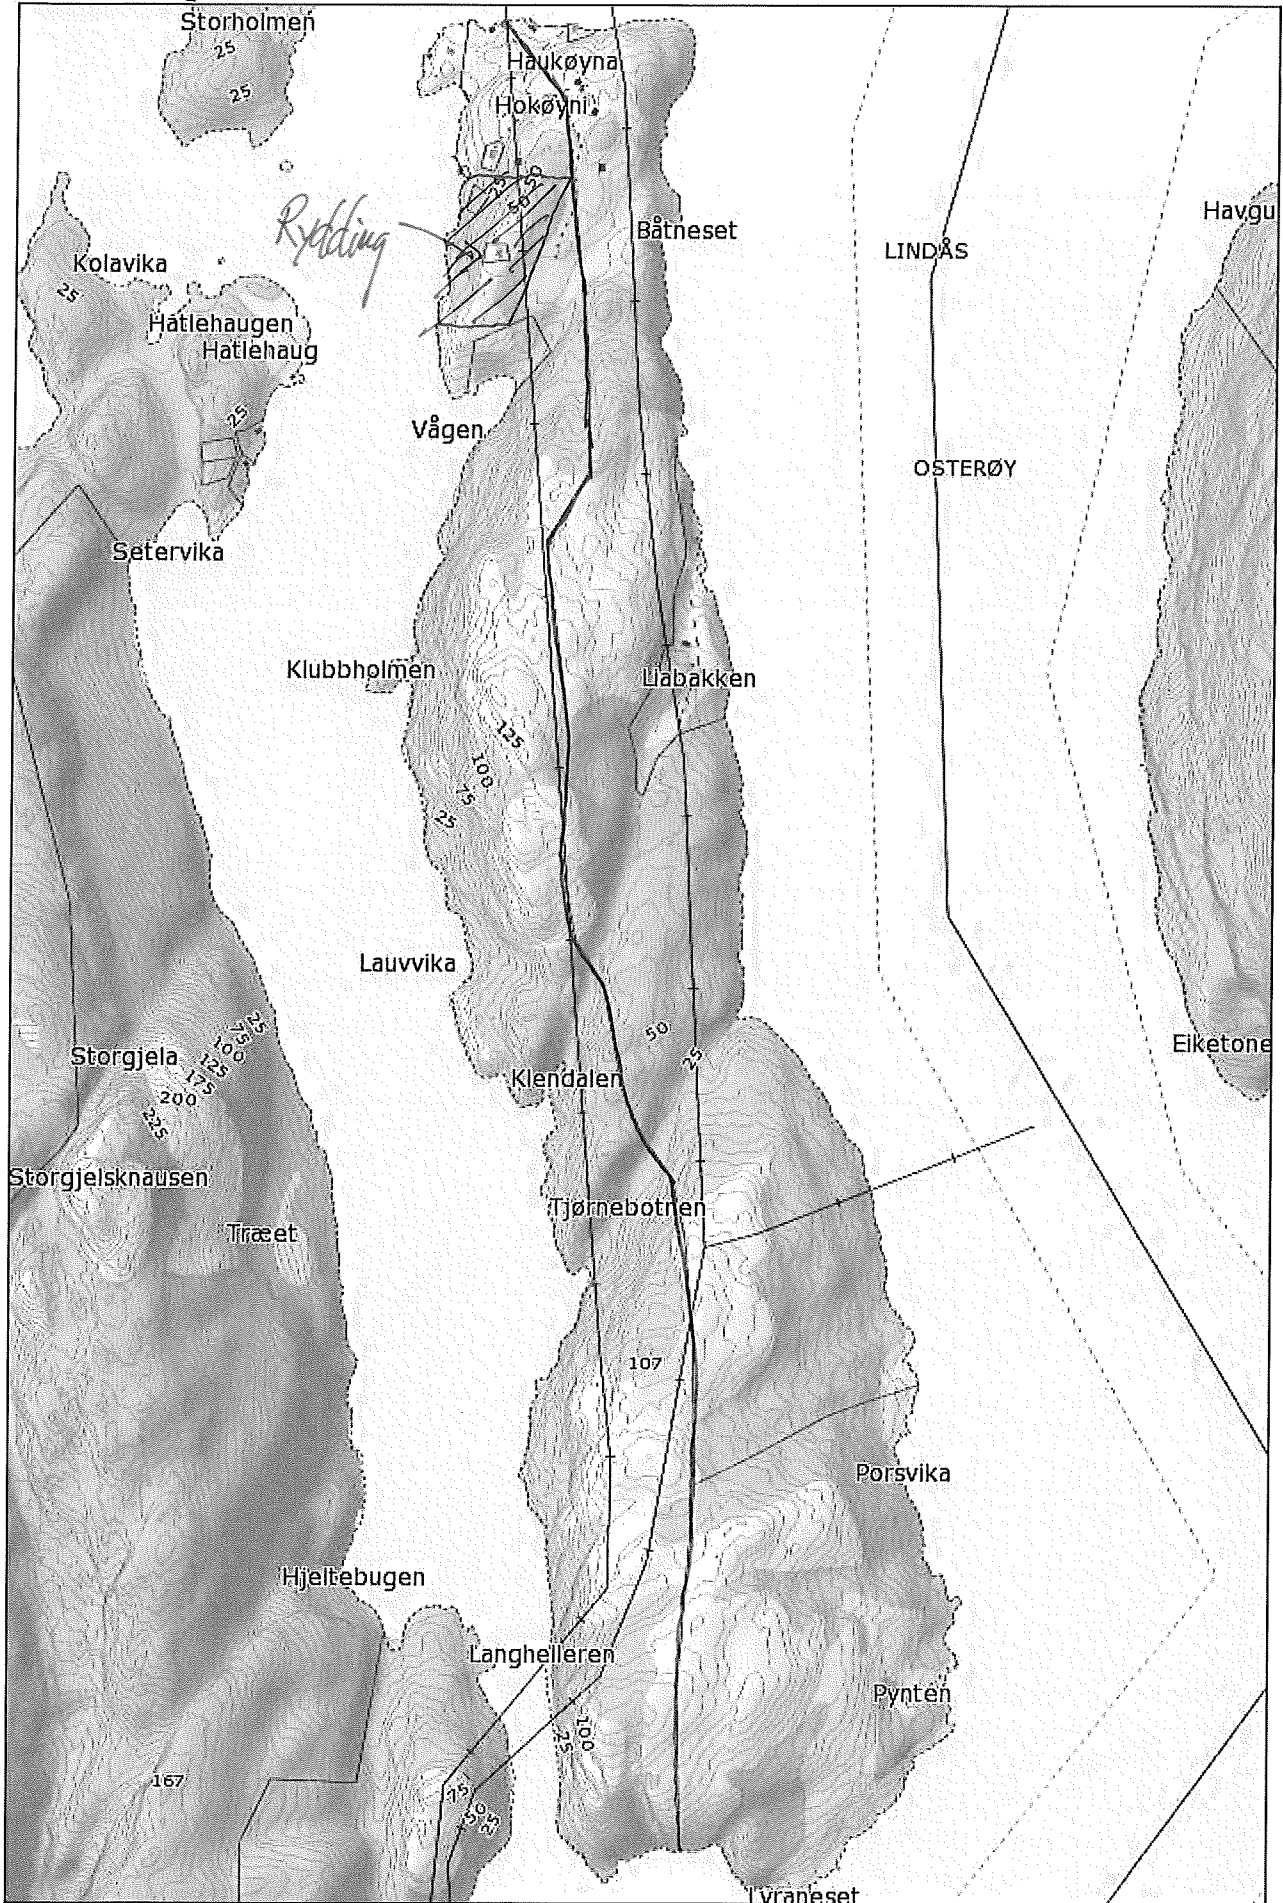 Storholmen
25
25
Haukøyna
Hokøyni
25
50
50
Rydding
Båtneset
Havgu
LINDÅS
Kolavika
25
Hatlehaugen
Hatlehaug
25
Vågen
OSTERØY
Setervika
Klubbholmen
Liabakken
125
100
75
25
Lauvvika
50
25
Storgjela
25
75
100
125
175
200
225
Eiketone
Klendalen
Storgjelsknausen
Tjørnebotnen
Træet
107
Porsvika
Hjeltebugen
Langhelleren
Pynten
100
25
167
75
50
25
Tyraneset